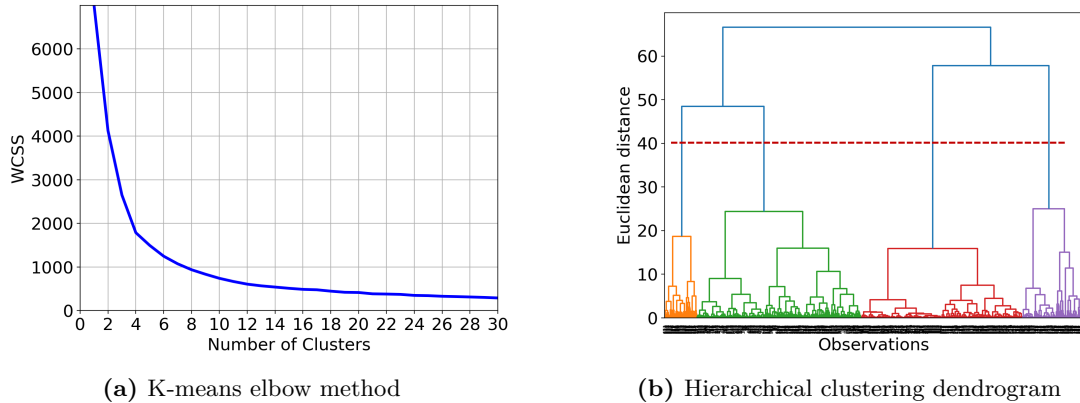 6000
5000
4000
3000
2000
1000
0
WCSS
0 2 4 6 8 10 12 14 16 18 20 22 24 26 28 30
Number of Clusters
(a) K-means elbow method
60
50
40
30
20
10
0
Euclidean distance
Observations
(b) Hierarchical clustering dendrogram